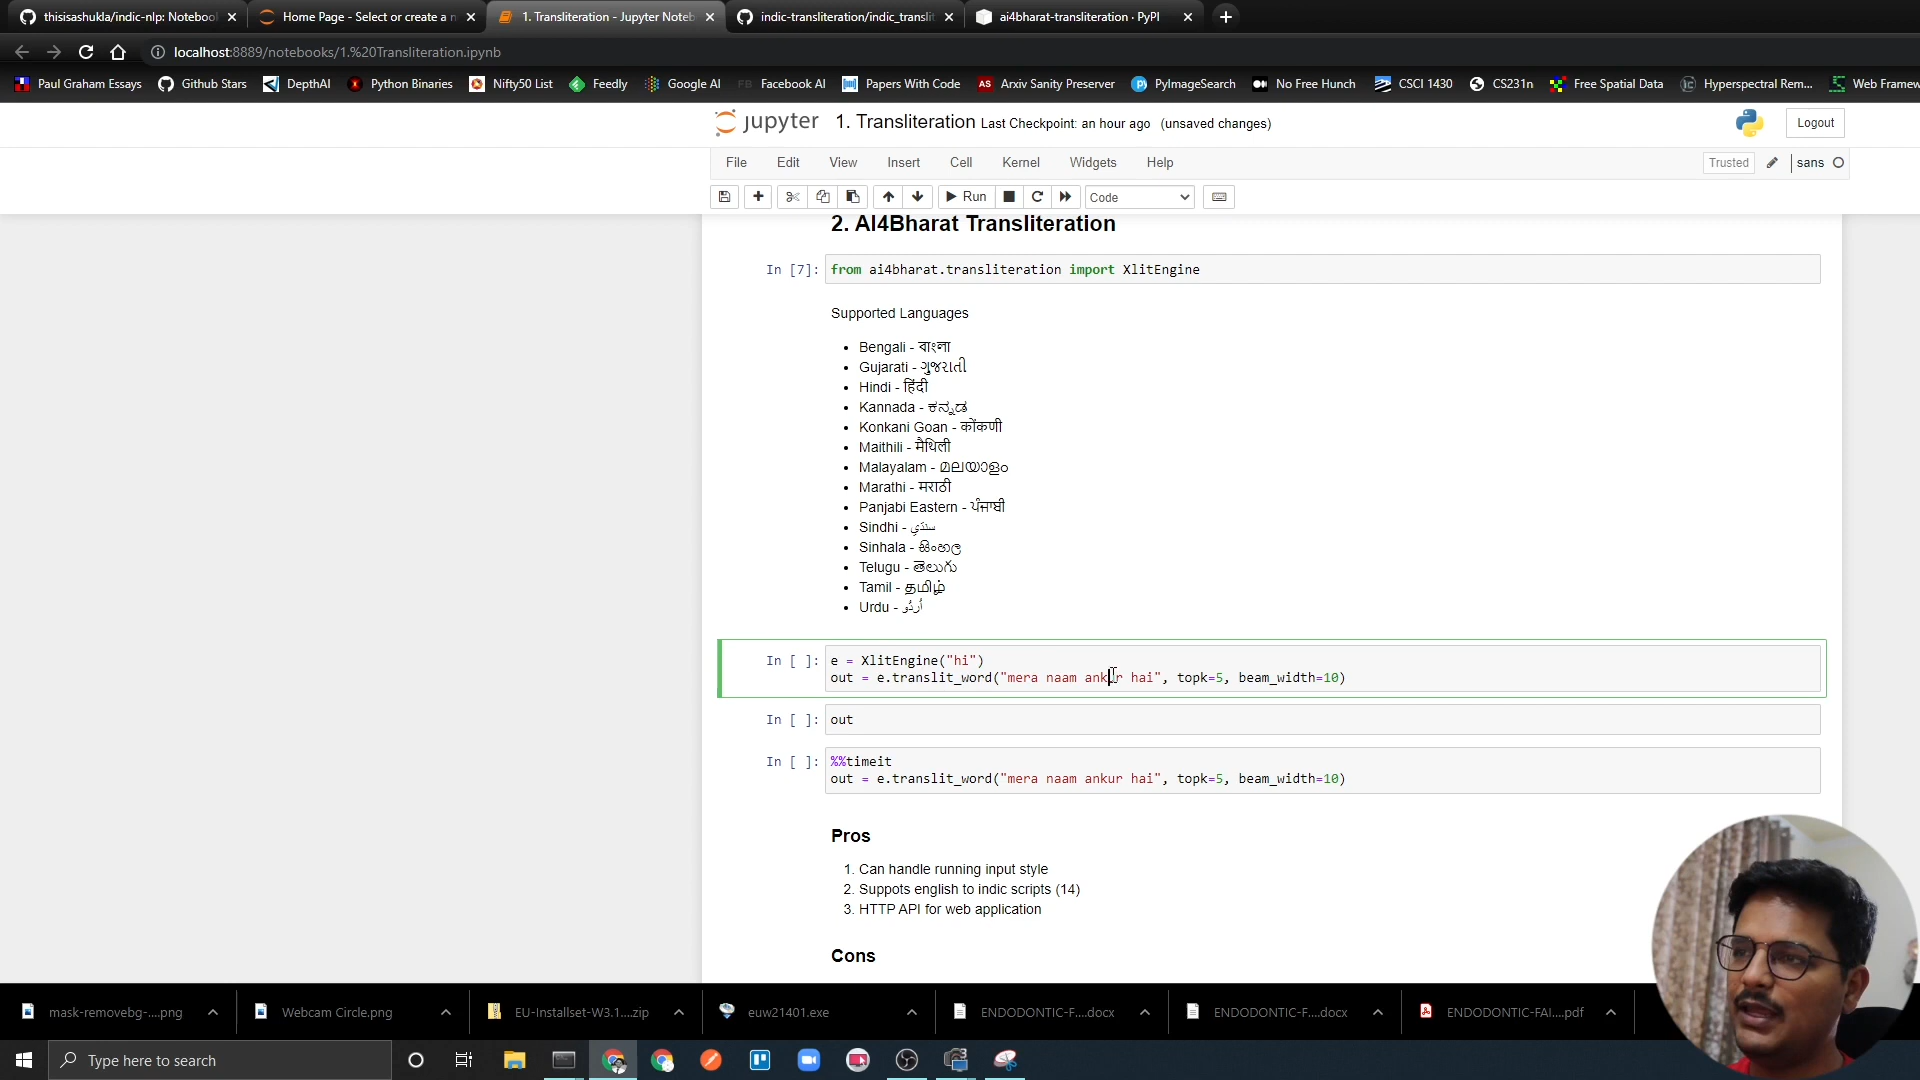 thisisashukla/indic-nlp: Noteboo
Home Page - Select or create a n
1. Transliteration - Jupyter Noteb
indic-transliteration/indic_translit
ai4bharat-transliteration · PyPI
localhost:8889/notebooks/1.%20Transliteration.ipynb
Paul Graham Essays
Github Stars
DepthAI
Python Binaries
Nifty50 List
Feedly
Google AI
FB Facebook AI
Papers With Code
AS Arxiv Sanity Preserver
PyImageSearch
No Free Hunch
CSCI 1430
CS231n
Free Spatial Data
Hyperspectral Rem...
Web Framew
jupyter 1. Transliteration Last Checkpoint: an hour ago (unsaved changes)
Logout
File Edit View Insert Cell Kernel Widgets Help
Trusted sans
Run Code
2. AI4Bharat Transliteration
In [7]: from ai4bharat.transliteration import XlitEngine
Supported Languages
• Bengali - বাংলা
• Gujarati - ગુજરાતી
• Hindi - हिंदी
• Kannada - ಕನ್ನಡ
• Konkani Goan - कोंकणी
• Maithili - मैथिली
• Malayalam - മലയാളം
• Marathi - मराठी
• Panjabi Eastern - ਪੰਜਾਬੀ
• Sindhi - سنڌي
• Sinhala - සිංහල
• Telugu - తెలుగు
• Tamil - தமிழ்
• Urdu - اُردُو
In [ ]: e = XlitEngine("hi")
out = e.translit_word("mera naam ankur hai", topk=5, beam_width=10)
In [ ]: out
In [ ]: %%timeit
out = e.translit_word("mera naam ankur hai", topk=5, beam_width=10)
Pros
1. Can handle running input style
2. Suppots english to indic scripts (14)
3. HTTP API for web application
Cons
mask-removebg-....png
Webcam Circle.png
EU-Installset-W3.1....zip
euw21401.exe
ENDODONTIC-F....docx
ENDODONTIC-F....docx
ENDODONTIC-FAI....pdf
Type here to search